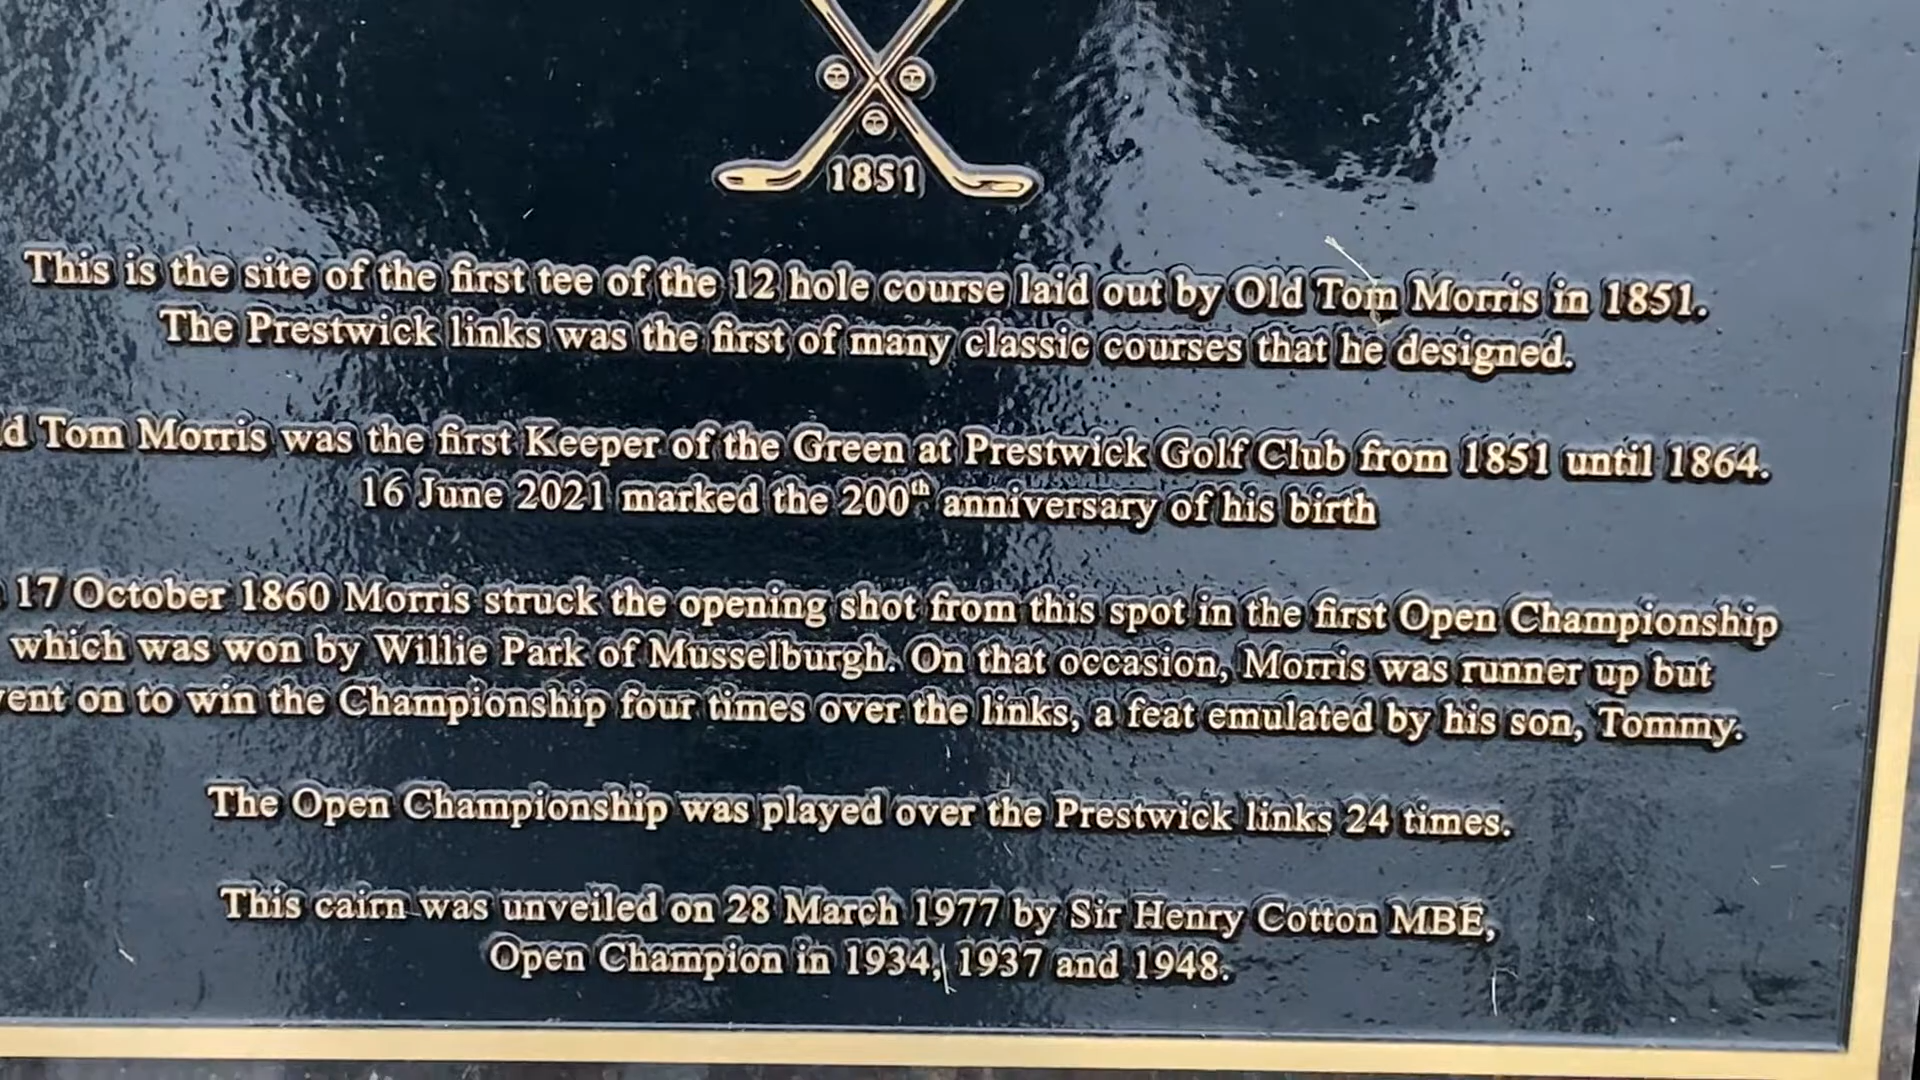 1851
This is the site of the first tee of the 12 hole course laid out by Old Tom Morris in 1851.
The Prestwick links was the first of many classic courses that he designed.
d Tom Morris was the first Keeper of the Green at Prestwick Golf Club from 1851 until 1864.
16 June 2021 marked the 200th anniversary of his birth
17 October 1860 Morris struck the opening shot from this spot in the first Open Championship
which was won by Willie Park of Musselburgh. On that occasion, Morris was runner up but
ent on to win the Championship four times over the links, a feat emulated by his son, Tommy.
The Open Championship was played over the Prestwick links 24 times.
This cairn was unveiled on 28 March 1977 by Sir Henry Cotton MBE,
Open Champion in 1934, 1937 and 1948.